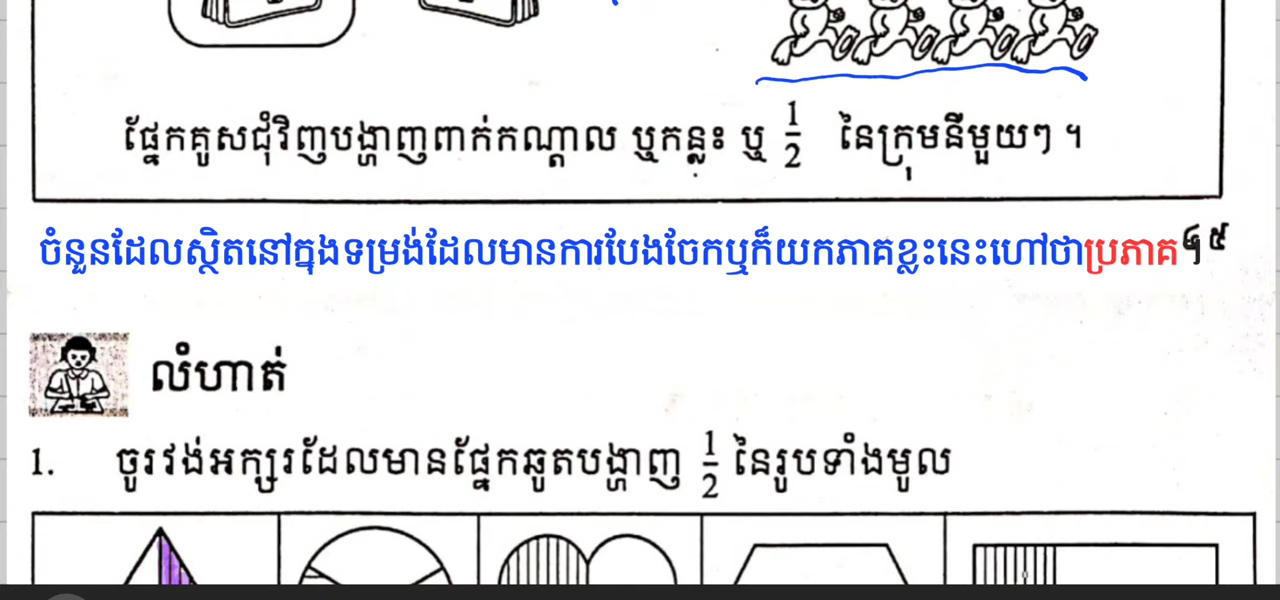 ផ្នែកគូសជុំវិញបង្ហាញពាក់កណ្ដាល ឬកន្លះ ឬ 1/2 នៃក្រុមនីមួយៗ ។
ចំនួនដែលស្ថិតនៅក្នុងទម្រង់ដែលមានការបែងចែកឬក៏យកភាគខ្លះនេះហៅថាប្រភាគ។
លំហាត់
1. ចូរវង់អក្សរដែលមានផ្នែកឆូតបង្ហាញ 1/2 នៃរូបទាំងមូល